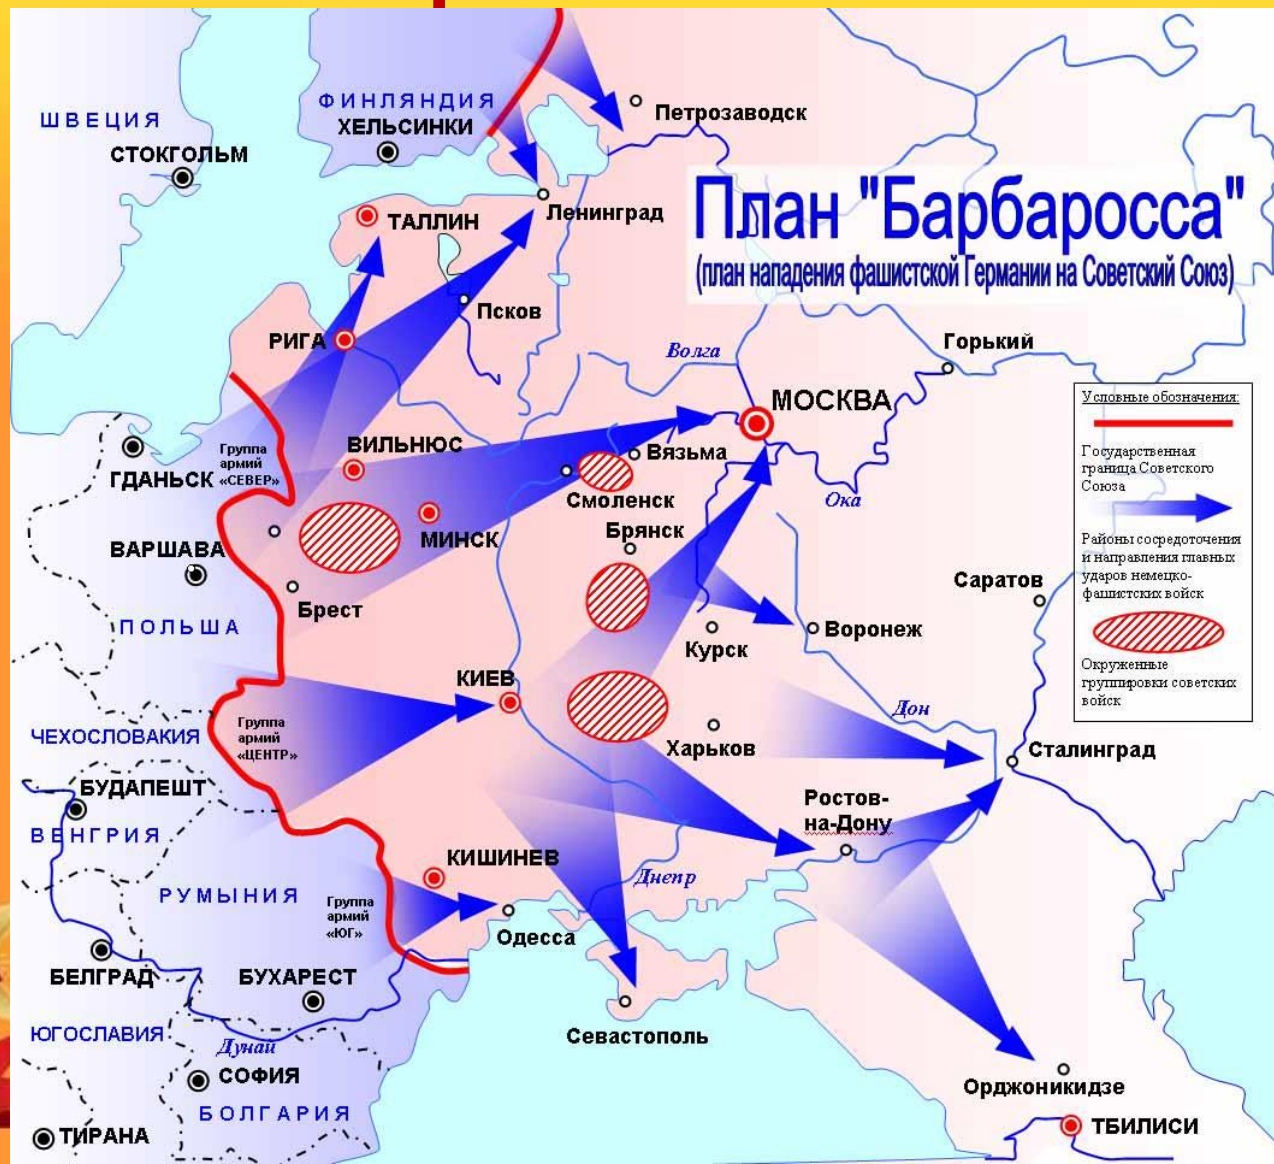 ШВЕЦИЯ
СТОКГОЛЬМ
ФИНЛЯНДИЯ
ХЕЛЬСИНКИ
Петрозаводск
Ленинград
План "Барбаросса"
(план нападения фашистской Германии на Советский Союз)
ТАЛЛИН
Псков
РИГА
Волга
Горький
МОСКВА
Вязьма
Смоленск
Ока
Брянск
ГДАНЬСК
Группа
армий
«СЕВЕР»
ВИЛЬНЮС
МИНСК
ВАРШАВА
Брест
ПОЛЬША
Саратов
Курск
Воронеж
КИЕВ
Дон
Харьков
Сталинград
Условные обозначения:
Государственная
граница Советского
Союза
Районы сосредоточения
и направления главных
ударов немецко-
фашистских войск
Окруженные
группировки советских
войск
ЧЕХОСЛОВАКИЯ
Группа
армий
«ЦЕНТР»
БУДАПЕШТ
ВЕНГРИЯ
Ростов-
на-Дону
КИШИНЕВ
Днепр
РУМЫНИЯ
Группа
армий
«ЮГ»
Одесса
БЕЛГРАД
БУХАРЕСТ
Севастополь
ЮГОСЛАВИЯ
Дунай
СОФИЯ
БОЛГАРИЯ
ТИРАНА
Орджоникидзе
ТБИЛИСИ